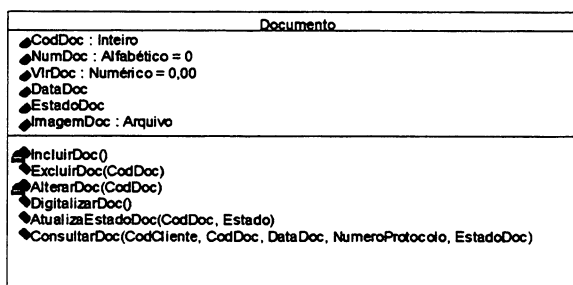 Documento
CodDoc : Inteiro
NumDoc : Alfabético = 0
VlrDoc : Numérico = 0,00
DataDoc
EstadoDoc
ImagemDoc : Arquivo
IncluirDoc()
ExcluirDoc(CodDoc)
AlterarDoc(CodDoc)
DigitalizarDoc()
AtualizaEstadoDoc(CodDoc, Estado)
ConsultarDoc(CodCliente, CodDoc, DataDoc, NumeroProtocolo, EstadoDoc)